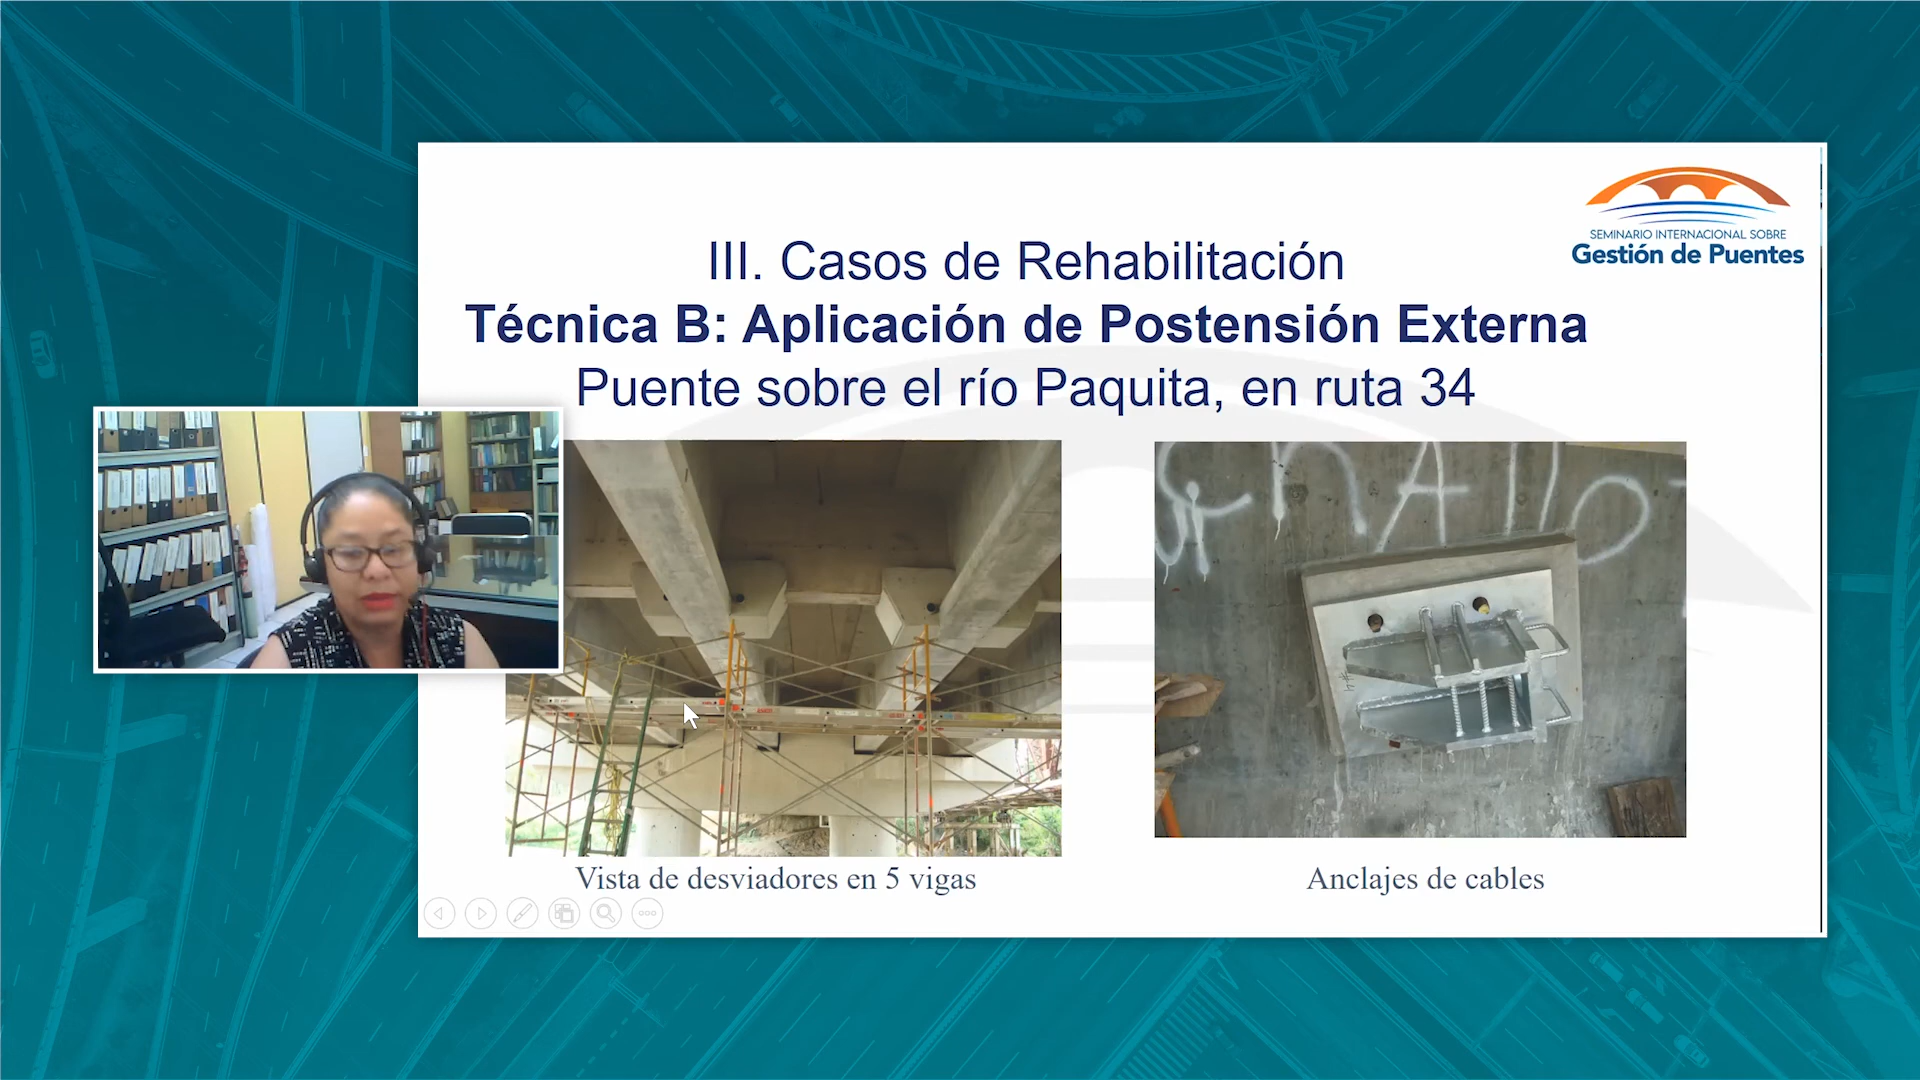 SEMINARIO INTERNACIONAL SOBRE
Gestión de Puentes
III. Casos de Rehabilitación
Técnica B: Aplicación de Postensión Externa
Puente sobre el río Paquita, en ruta 34
Vista de desviadores en 5 vigas
Anclajes de cables